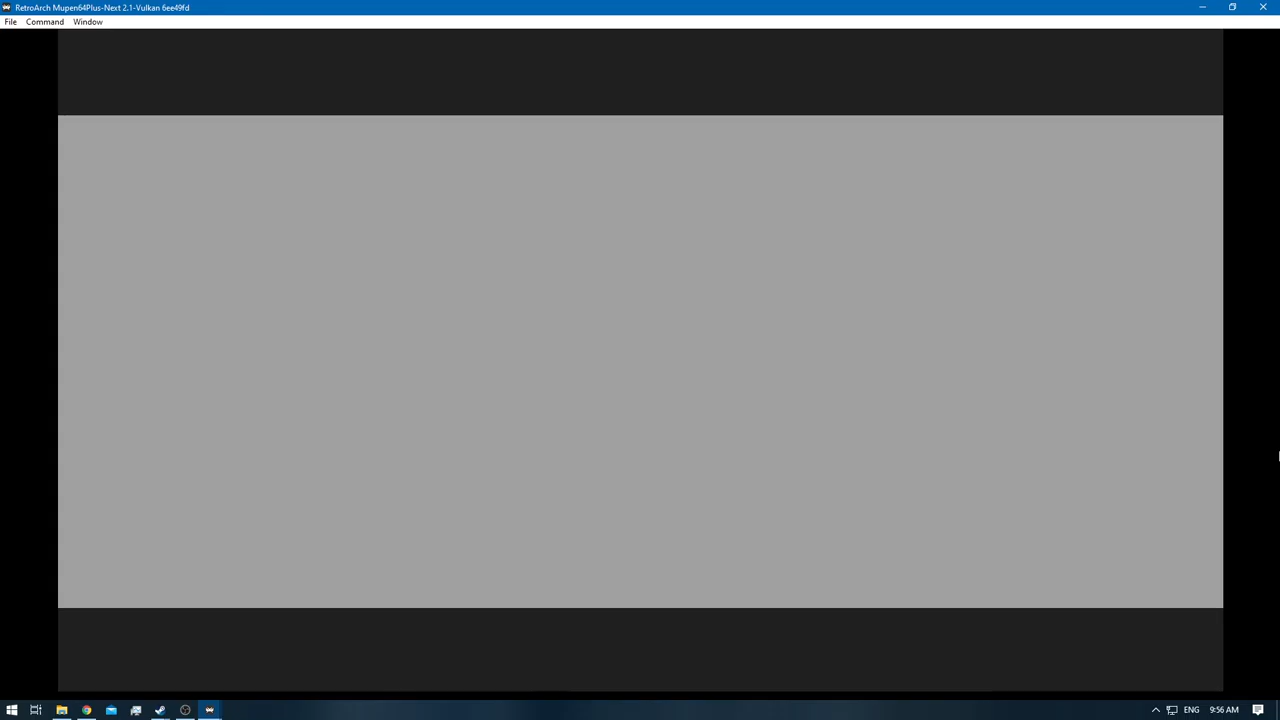 RetroArch Mupen64Plus-Next 2.1-Vulkan 6ee49fd
File Command Window
ENG 9:56 AM